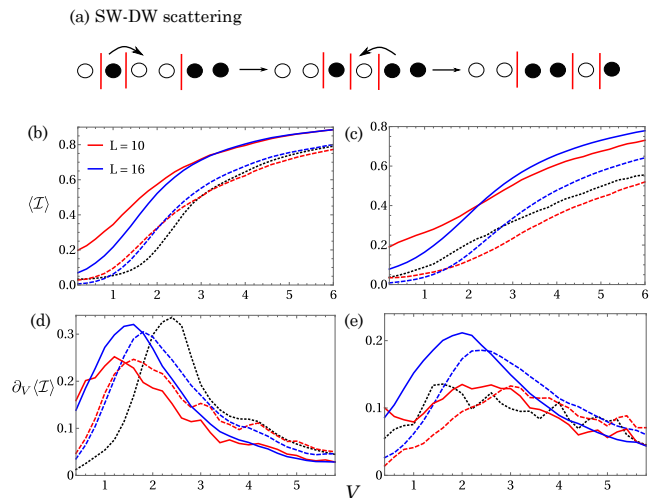 (a) SW-DW scattering
(b)
(c)
0.8
0.6
0.4
0.2
0.0
L = 10
L = 16
⟨ℐ⟩
1 2 3 4 5 6
0.8
0.6
0.4
0.2
0.0
1 2 3 4 5 6
(d)
(e)
0.3
0.2
0.1
0
∂V⟨ℐ⟩
1 2 3 4 5
0.2
0.1
0
1 2 3 4 5
V